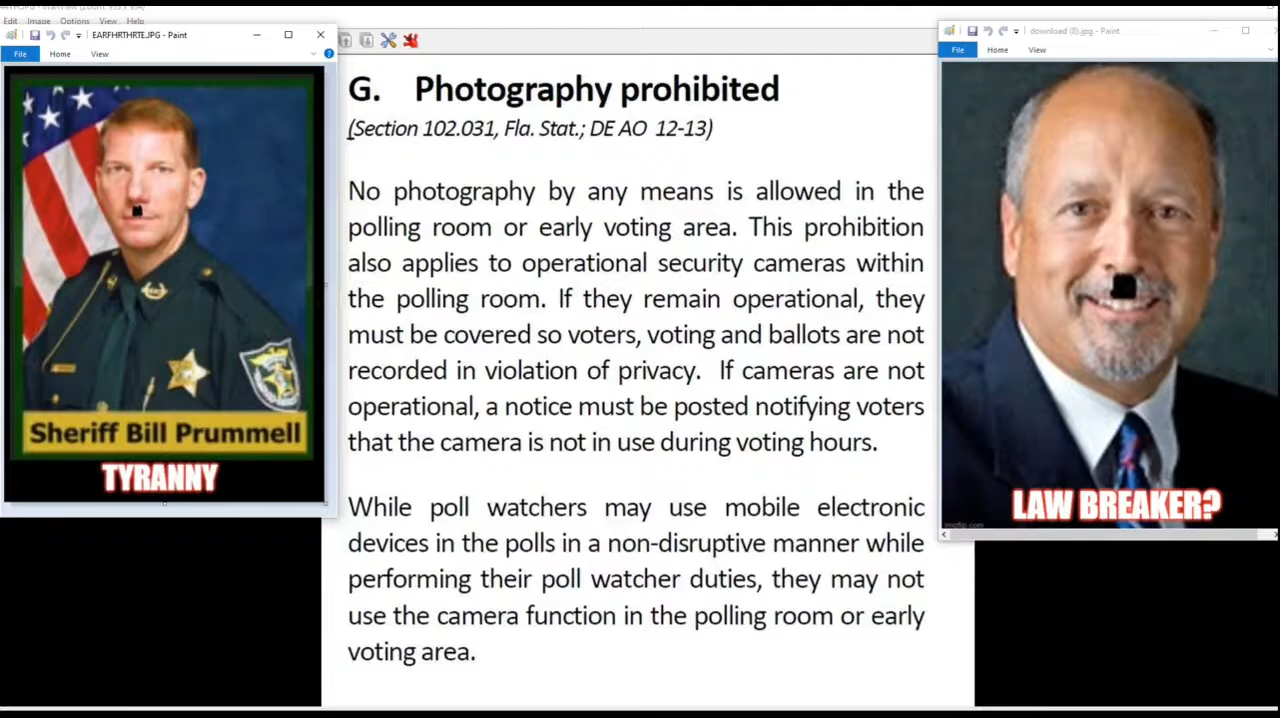 Edit Image Options View Help
EARFHRTHRTE.JPG - Paint
File Home View
Sheriff Bill Prummell
TYRANNY
G. Photography prohibited
(Section 102.031, Fla. Stat.; DE AO 12-13)
No photography by any means is allowed in the
polling room or early voting area. This prohibition
also applies to operational security cameras within
the polling room. If they remain operational, they
must be covered so voters, voting and ballots are not
recorded in violation of privacy. If cameras are not
operational, a notice must be posted notifying voters
that the camera is not in use during voting hours.
While poll watchers may use mobile electronic
devices in the polls in a non-disruptive manner while
performing their poll watcher duties, they may not
use the camera function in the polling room or early
voting area.
download (8).jpg - Paint
File Home View
LAW BREAKER?
imgflip.com